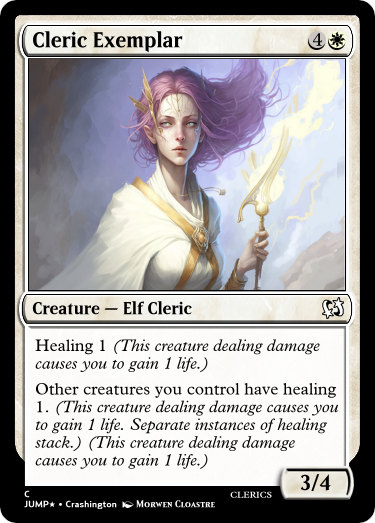 Cleric Exemplar 4
Creature — Elf Cleric
Healing 1 (This creature dealing damage
causes you to gain 1 life.)
Other creatures you control have healing
1. (This creature dealing damage causes you
to gain 1 life. Separate instances of healing
stack.) (This creature dealing damage
causes you to gain 1 life.)
3/4
C
CLERICS
JUMP★ • Crashington Morwen Cloastre